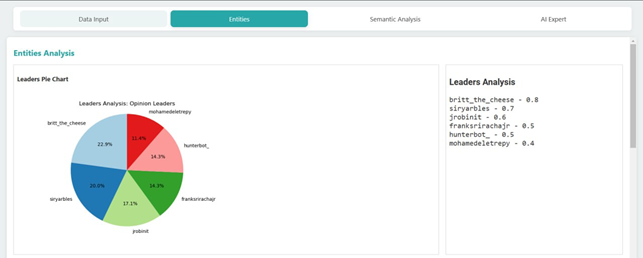 Data Input
Entities
Semantic Analysis
AI Expert
Entities Analysis
Leaders Pie Chart
Leaders Analysis: Opinion Leaders
mohamedeletrepy
britt_the_cheese
11.4%
hunterbot_
22.9%
14.3%
20.0%
14.3%
siryarbles
franksrirachajr
17.1%
jrobinit
Leaders Analysis
britt_the_cheese - 0.8
siryarbles - 0.7
jrobinit - 0.6
franksrirachajr - 0.5
hunterbot_ - 0.5
mohamedeletrepy - 0.4